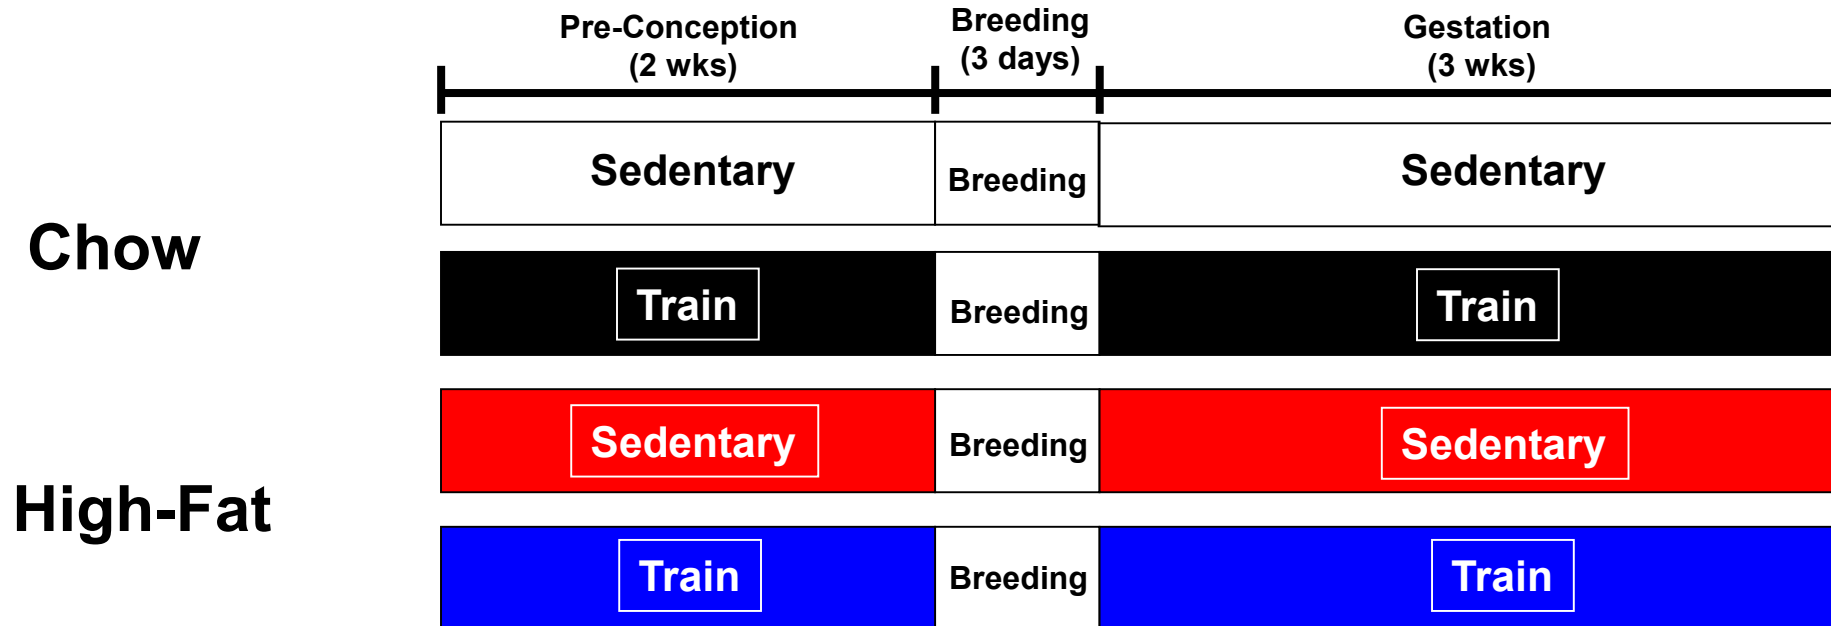 Pre-Conception
(2 wks)
Breeding
(3 days)
Gestation
(3 wks)
Chow
Sedentary
Breeding
Sedentary
Train
Breeding
Train
High-Fat
Sedentary
Breeding
Sedentary
Train
Breeding
Train